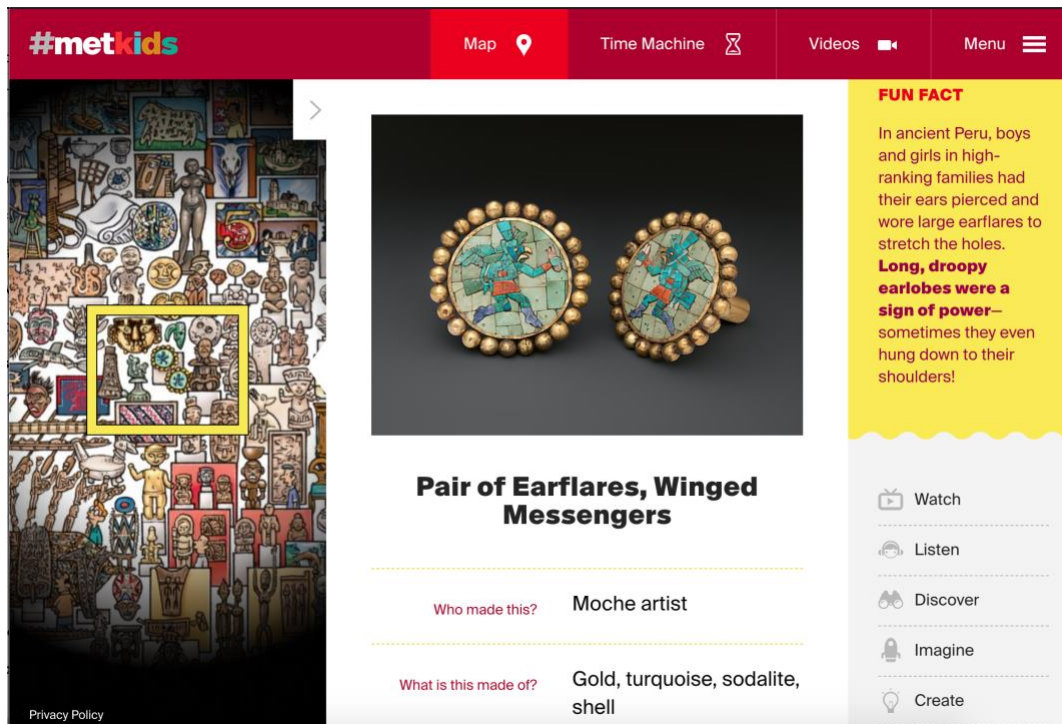 #metkids
Map
Time Machine
Videos
Menu
Pair of Earflares, Winged
Messengers
Who made this?
Moche artist
What is this made of?
Gold, turquoise, sodalite,
shell
FUN FACT
In ancient Peru, boys
and girls in high-
ranking families had
their ears pierced and
wore large earflares to
stretch the holes.
Long, droopy
earlobes were a
sign of power—
sometimes they even
hung down to their
shoulders!
Watch
Listen
Discover
Imagine
Create
Privacy Policy